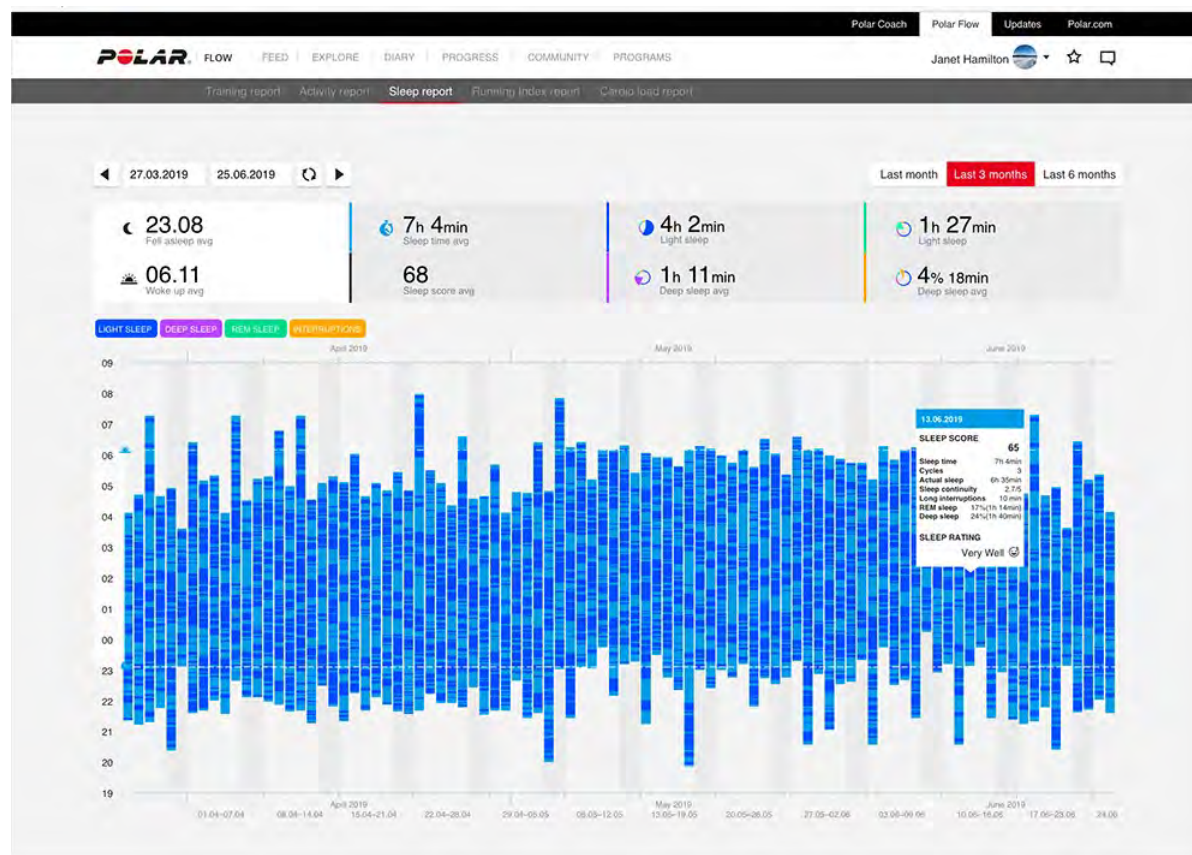 Polar Coach Polar Flow Updates Polar.com
POLAR. FLOW FEED EXPLORE DIARY PROGRESS COMMUNITY PROGRAMS Janet Hamilton
Training report Activity report Sleep report Running Index report Cardio load report
27.03.2019 25.06.2019 Last month Last 3 months Last 6 months
23.08 7h 4min 4h 2min 1h 27min
Fell asleep avg Sleep time avg Light sleep Light sleep
06.11 68 1h 11min 4% 18min
Woke up avg Sleep score avg Deep sleep avg Deep sleep avg
LIGHT SLEEP DEEP SLEEP REM SLEEP INTERRUPTIONS
April 2019 May 2019 June 2019
09
08
07
13.06.2019
SLEEP SCORE
65
06
Sleep time 7h 4min
Cycles 3
Actual sleep 6h 35min
05
Sleep continuity 2.7/5
Long interruptions 10 min
REM sleep 17%(1h 14min)
Deep sleep 24%(1h 40min)
04
SLEEP RATING
Very Well
03
02
01
00
23
22
21
20
19
April 2019 May 2019 June 2019
01.04-07.04 08.04-14.04 15.04-21.04 22.04-28.04 29.04-05.05 06.05-12.05 13.05-19.05 20.05-26.05 27.05-02.06 03.06-09.06 10.06-16.06 17.06-23.06 24.06